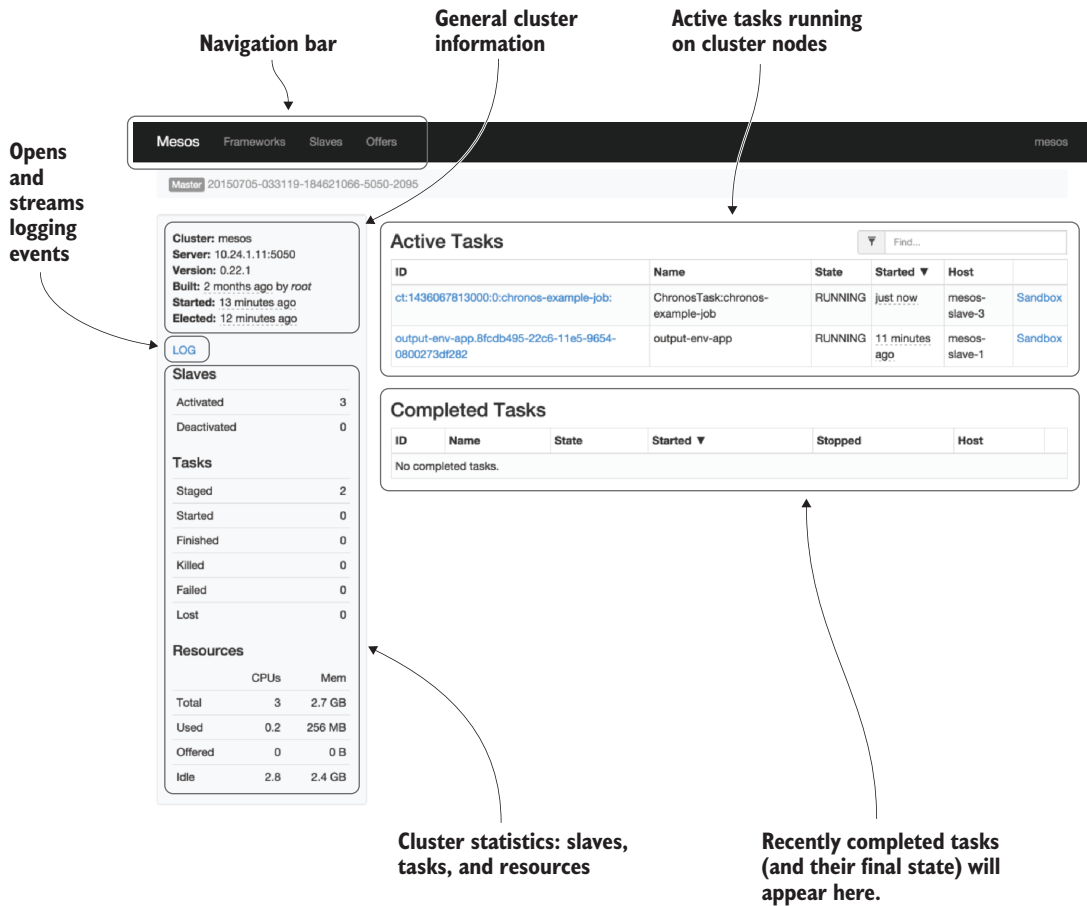 General cluster
information
Active tasks running
on cluster nodes
Navigation bar
Opens
and
streams
logging
events
Mesos Frameworks Slaves Offers mesos
Master 20150705-033119-184621066-5050-2095
Cluster: mesos
Server: 10.24.1.11:5050
Version: 0.22.1
Built: 2 months ago by root
Started: 13 minutes ago
Elected: 12 minutes ago
LOG
Slaves
Activated 3
Deactivated 0
Tasks
Staged 2
Started 0
Finished 0
Killed 0
Failed 0
Lost 0
Resources
CPUs Mem
Total 3 2.7 GB
Used 0.2 256 MB
Offered 0 0 B
Idle 2.8 2.4 GB
Active Tasks Find...
ID Name State Started ▼ Host
ct:1436067813000:0:chronos-example-job: ChronosTask:chronos- RUNNING just now mesos- Sandbox
example-job slave-3
output-env-app.8fcdb495-22c6-11e5-9654- output-env-app RUNNING 11 minutes mesos- Sandbox
0800273df282 ago slave-1
Completed Tasks
ID Name State Started ▼ Stopped Host
No completed tasks.
Cluster statistics: slaves,
tasks, and resources
Recently completed tasks
(and their final state) will
appear here.